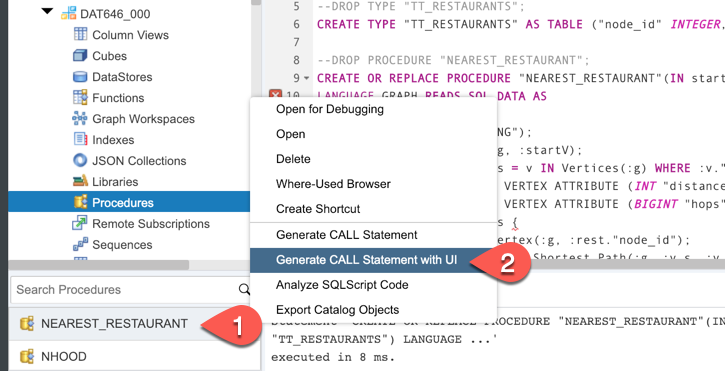 DAT646_000
Column Views
Cubes
DataStores
Functions
Graph Workspaces
Indexes
JSON Collections
Libraries
Procedures
Remote Subscriptions
Sequences
Search Procedures
NEAREST_RESTAURANT
1
NHOOD
5 --DROP TYPE "TT_RESTAURANTS";
6 CREATE TYPE "TT_RESTAURANTS" AS TABLE ("node_id" INTEGER,
7
8 --DROP PROCEDURE "NEAREST_RESTAURANT";
9 CREATE OR REPLACE PROCEDURE "NEAREST_RESTAURANT"(IN start
10 LANGUAGE GRAPH READS SQL DATA AS
NG");
g, :startV);
s = v IN Vertices(:g) WHERE :v."
VERTEX ATTRIBUTE (INT "distance
VERTEX ATTRIBUTE (BIGINT "hops"
s {
ertex(:g, :rest."node_id");
Shortest_Path(:g, :v_s, :v
Open for Debugging
Open
Delete
Where-Used Browser
Create Shortcut
Generate CALL Statement
Generate CALL Statement with UI
2
Analyze SQLScript Code
Export Catalog Objects
Statement 'CREATE OR REPLACE PROCEDURE "NEAREST_RESTAURANT"(IN
"TT_RESTAURANTS") LANGUAGE ...'
executed in 8 ms.